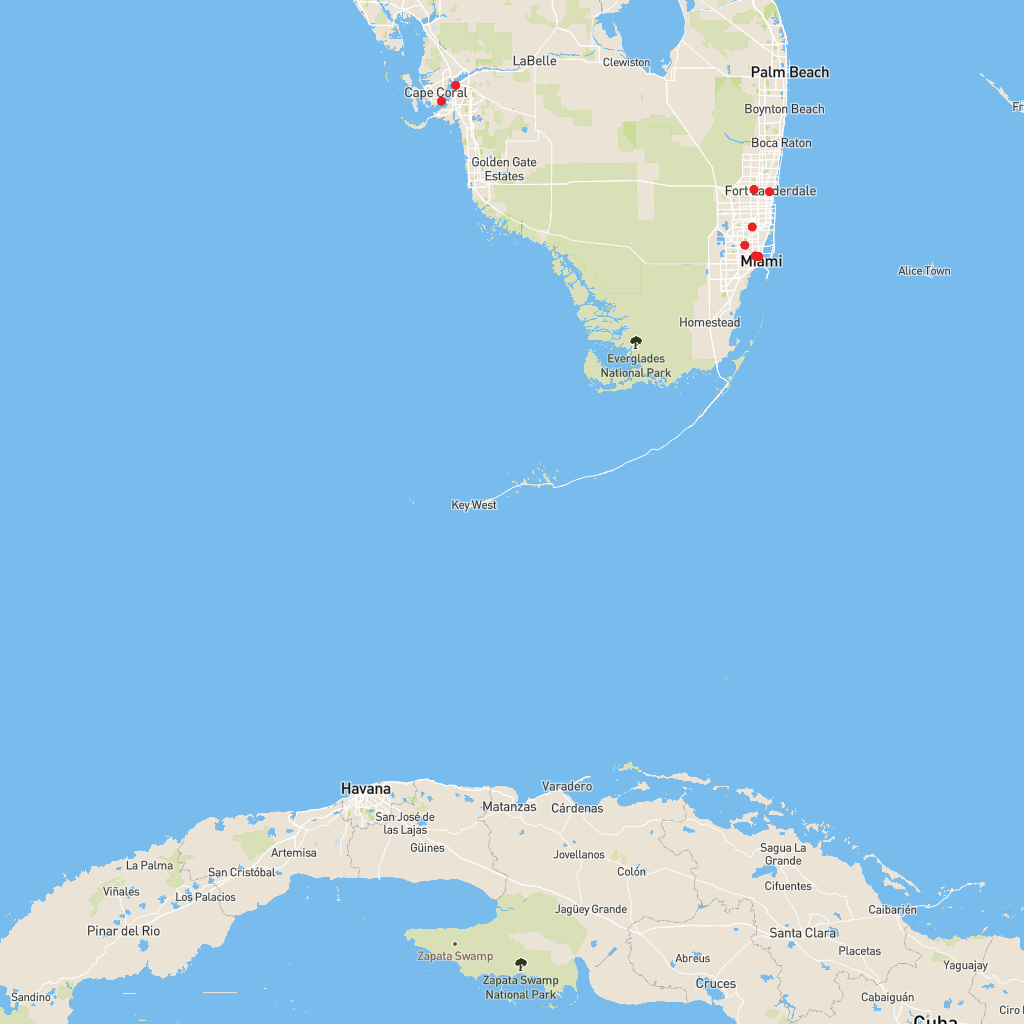 LaBelle
Clewiston
Palm Beach
Cape Coral
Boynton Beach
Boca Raton
Golden Gate
Estates
Alice Town
Miami
Homestead
Everglades
National Park
Key West
Havana
Varadero
Matanzas
Cárdenas
San José de
las Lajas
Güines
Artemisa
Jovellanos
Sagua La
Grande
La Palma
San Cristóbal
Colón
Cifuentes
Viñales
Los Palacios
Jagüey Grande
Caibarién
Pinar del Rio
Santa Clara
Placetas
Zapata Swamp
Abreus
Yaguajay
Zapata Swamp
National Park
Cruces
Sandino
Cabaiguán
Fort Lauderdale
Fr
Ciro
Cuba